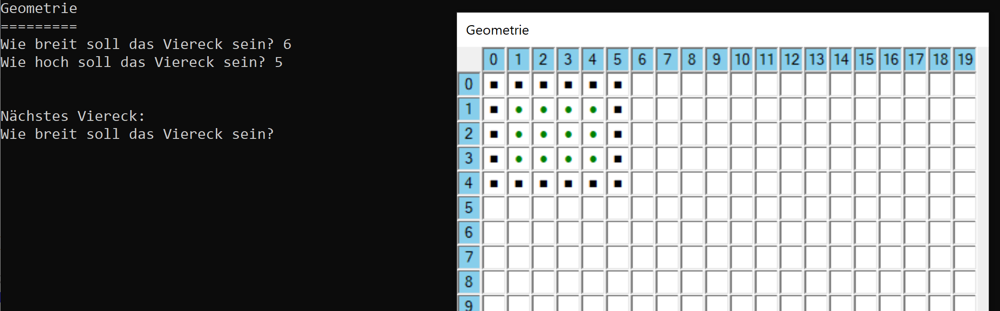 Geometrie
=========
Wie breit soll das Viereck sein? 6
Wie hoch soll das Viereck sein? 5
Nächstes Viereck:
Wie breit soll das Viereck sein?
Geometrie
0 1 2 3 4 5 6 7 8 9 10 11 12 13 14 15 16 17 18 19
0 ■ ■ ■ ■ ■ ■
1 ■ ● ● ● ● ■
2 ■ ● ● ● ● ■
3 ■ ● ● ● ● ■
4 ■ ■ ■ ■ ■ ■
5
6
7
8
9